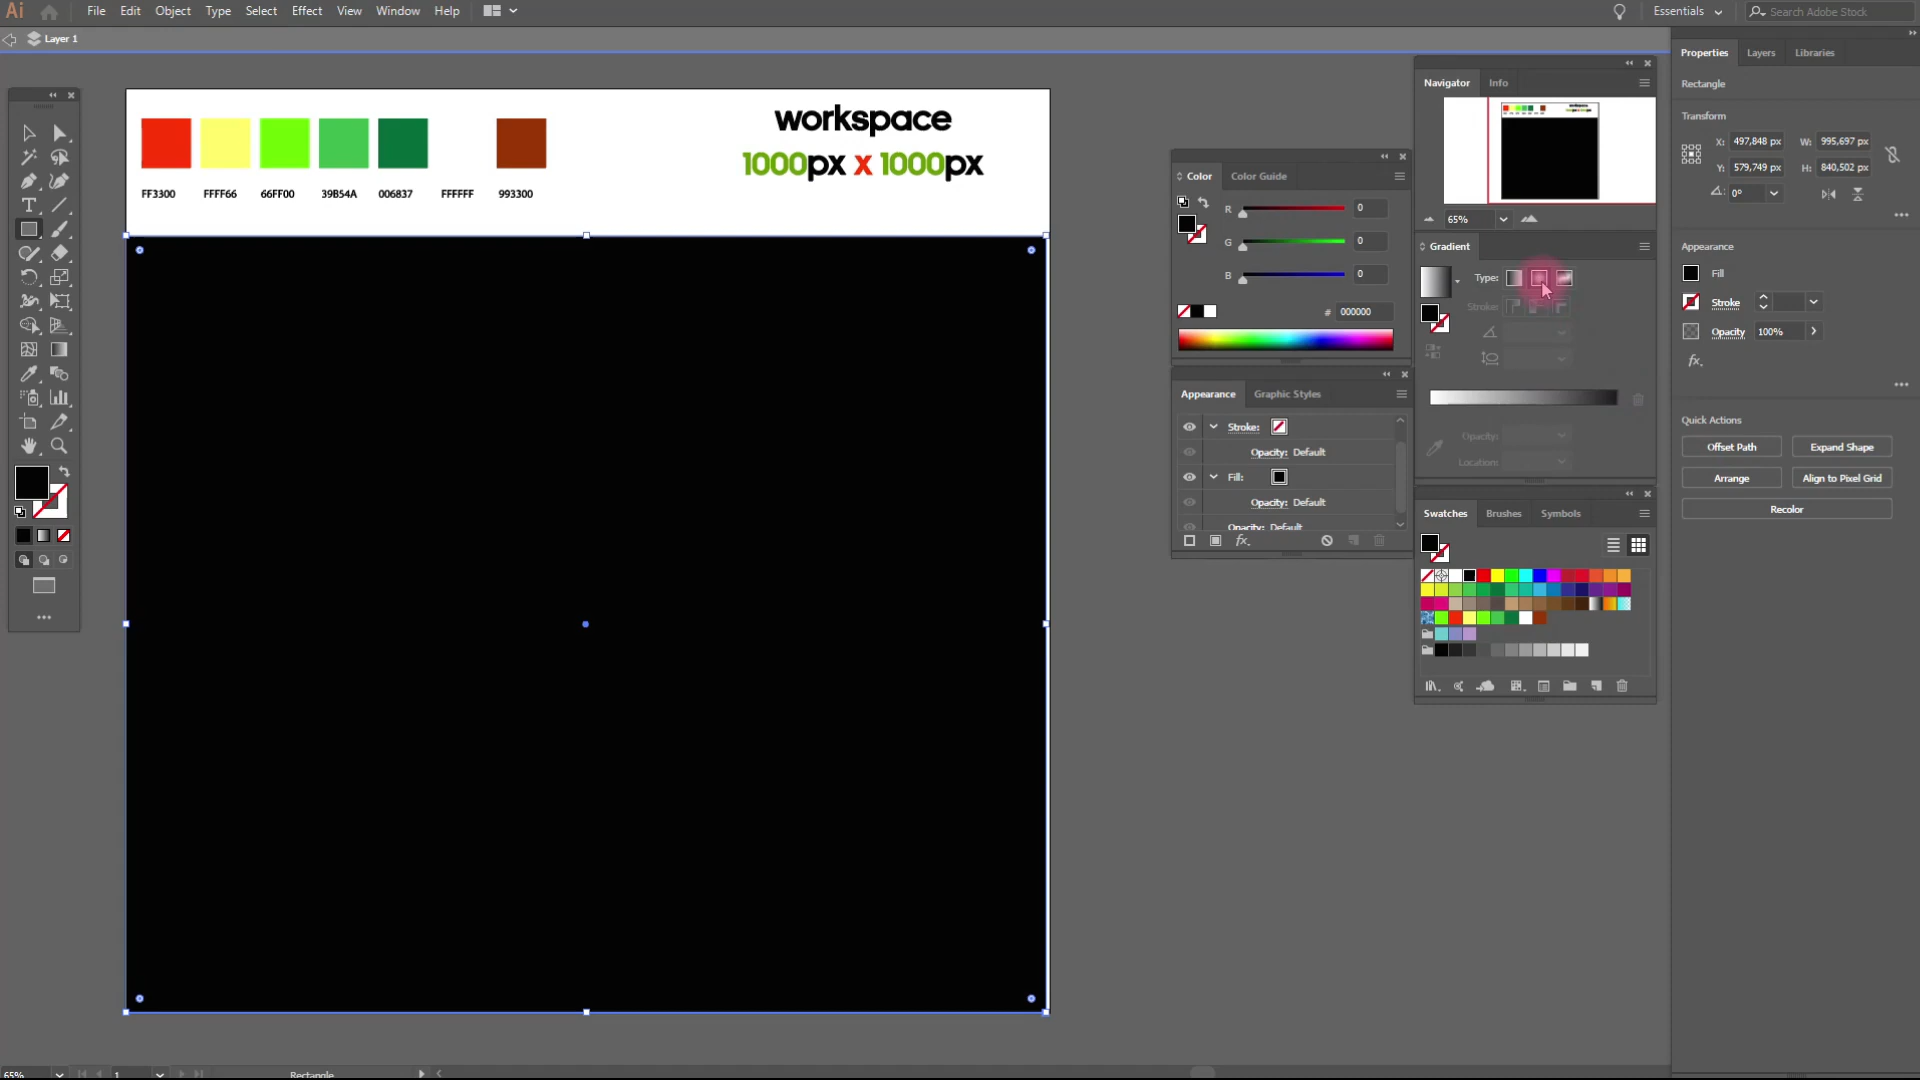 Ai File Edit Object Type Select Effect View Window Help Essentials Search Adobe Stock
Layer 1
Properties Layers Libraries
Rectangle
Transform
X: 497,848 px W: 995,697 px
Y: 579,749 px H: 840,502 px
0°
Appearance
Fill
Stroke
Opacity 100%
fx.
Quick Actions
Offset Path Expand Shape
Arrange Align to Pixel Grid
Recolor
Navigator Info
65%
Gradient
Type:
Stroke:
Opacity:
Location:
Swatches Brushes Symbols
Color Color Guide
R 0
G 0
B 0
# 000000
Appearance Graphic Styles
Stroke:
Opacity: Default
Fill:
Opacity: Default
Opacity: Default
fx.
workspace
1000px x 1000px
FF3300 FFFF66 66FF00 39B54A 006837 FFFFFF 993300
65% 1 Rectangle